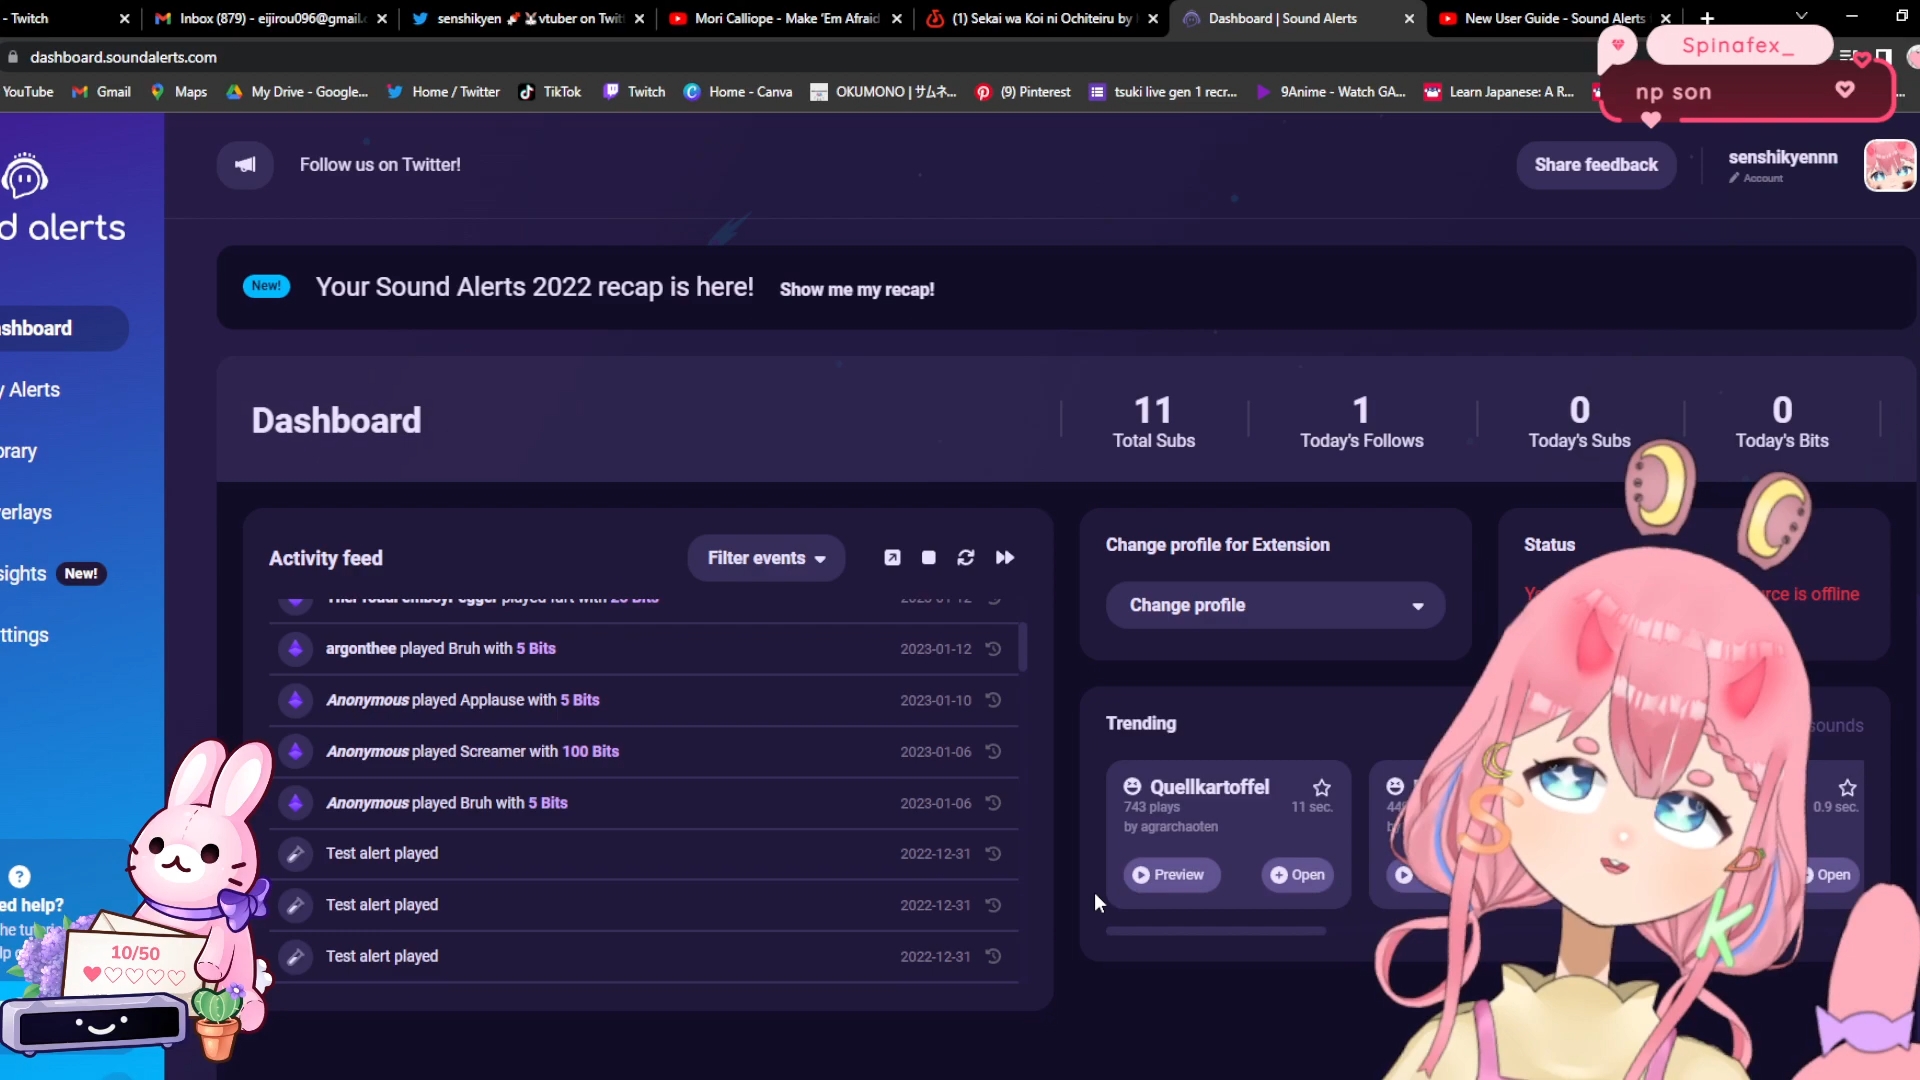 - Twitch
Inbox (879) - eijirou096@gmail.
senshikyen
vtuber on Twit
Mori Calliope - Make 'Em Afraid
(1) Sekai wa Koi ni Ochiteiru by
Dashboard | Sound Alerts
New User Guide - Sound Alerts
dashboard.soundalerts.com
YouTube
Gmail
Maps
My Drive - Google...
Home / Twitter
TikTok
Twitch
Home - Canva
OKUMONO | サムネ...
(9) Pinterest
tsuki live gen 1 recr...
9Anime - Watch GA...
Learn Japanese: A R...
Spinafex_
np son
d alerts
Follow us on Twitter!
Share feedback
senshikyennn
Account
New!
Your Sound Alerts 2022 recap is here!
Show me my recap!
ashboard
y Alerts
brary
verlays
sights
New!
ttings
Dashboard
11
Total Subs
1
Today's Follows
0
Today's Subs
0
Today's Bits
Activity feed
Filter events
argonthee played Bruh with 5 Bits
2023-01-12
Anonymous played Applause with 5 Bits
2023-01-10
Anonymous played Screamer with 100 Bits
2023-01-06
Anonymous played Bruh with 5 Bits
2023-01-06
Test alert played
2022-12-31
Test alert played
2022-12-31
Test alert played
2022-12-31
Change profile for Extension
Change profile
Status
rce is offline
Trending
sounds
Quellkartoffel
743 plays
11 sec.
by agrarchaoten
Preview
Open
0.9 sec.
Open
ed help?
10/50
S
K